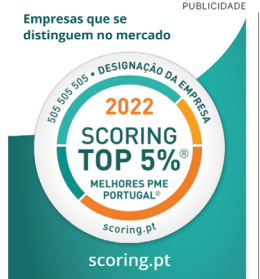 PUBLICIDADE
Empresas que se
distinguem no mercado
505 505 505 • DESIGNAÇÃO DA EMPRESA
2022
SCORING
TOP 5%®
MELHORES PME
PORTUGAL®
scoring.pt
scoring.pt